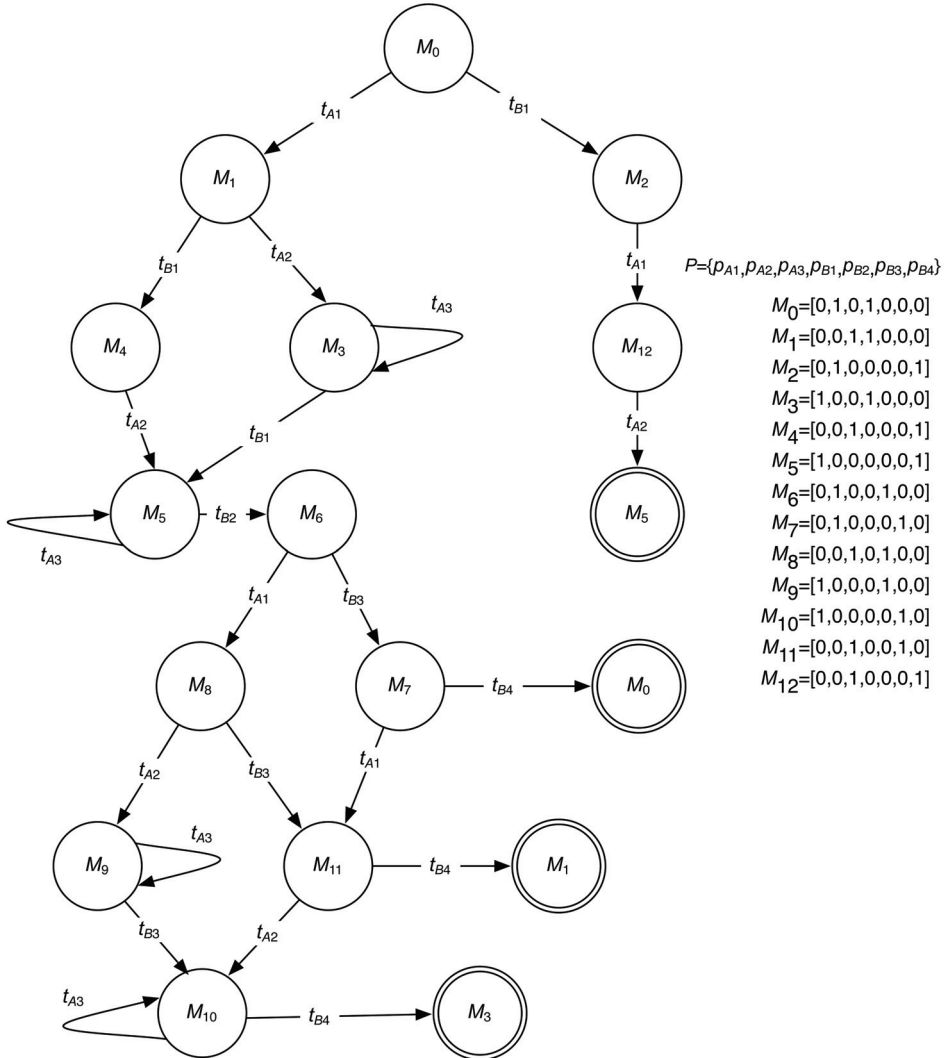 M0
tA1
tB1
M1
M2
tB1
tA2
tA1
P={pA1,pA2,pA3,pB1,pB2,pB3,pB4}
M0=[0,1,0,1,0,0,0]
M1=[0,0,1,1,0,0,0]
M2=[0,1,0,0,0,0,1]
M3=[1,0,0,1,0,0,0]
M4=[0,0,1,0,0,0,1]
M5=[1,0,0,0,0,0,1]
M6=[0,1,0,0,1,0,0]
M7=[0,1,0,0,0,1,0]
M8=[0,0,1,0,1,0,0]
M9=[1,0,0,0,1,0,0]
M10=[1,0,0,0,0,1,0]
M11=[0,0,1,0,0,1,0]
M12=[0,0,1,0,0,0,1]
tA3
M4
M3
M12
tA2
tB1
tA2
M5
tB2
M6
M5
tA3
tA1
tB3
M8
M7
tB4
M0
tA2
tB3
tA1
tA3
M9
M11
tB4
M1
tB3
tA2
tA3
M10
tB4
M3